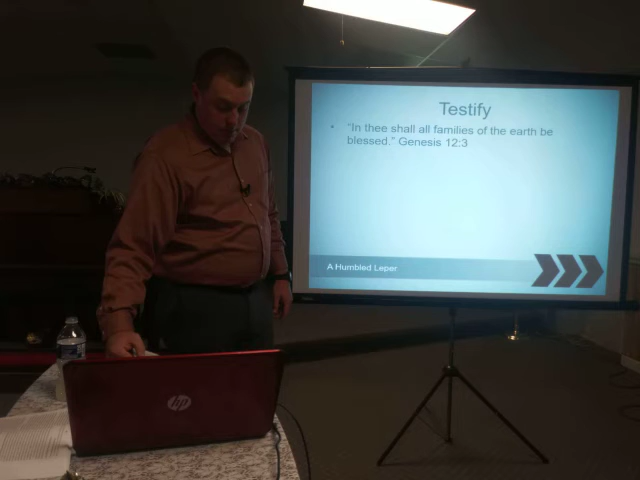 Testify
• "In thee shall all families of the earth be
blessed." Genesis 12:3
A Humbled Leper
hp